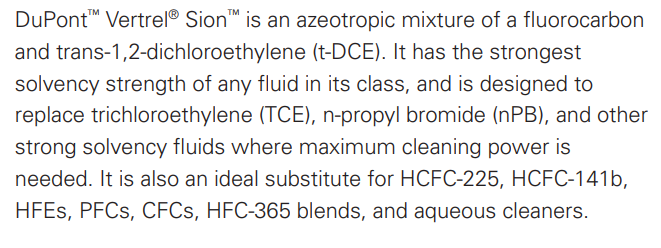 DuPont™ Vertrel® Sion™ is an azeotropic mixture of a fluorocarbon
and trans-1,2-dichloroethylene (t-DCE). It has the strongest
solvency strength of any fluid in its class, and is designed to
replace trichloroethylene (TCE), n-propyl bromide (nPB), and other
strong solvency fluids where maximum cleaning power is
needed. It is also an ideal substitute for HCFC-225, HCFC-141b,
HFEs, PFCs, CFCs, HFC-365 blends, and aqueous cleaners.